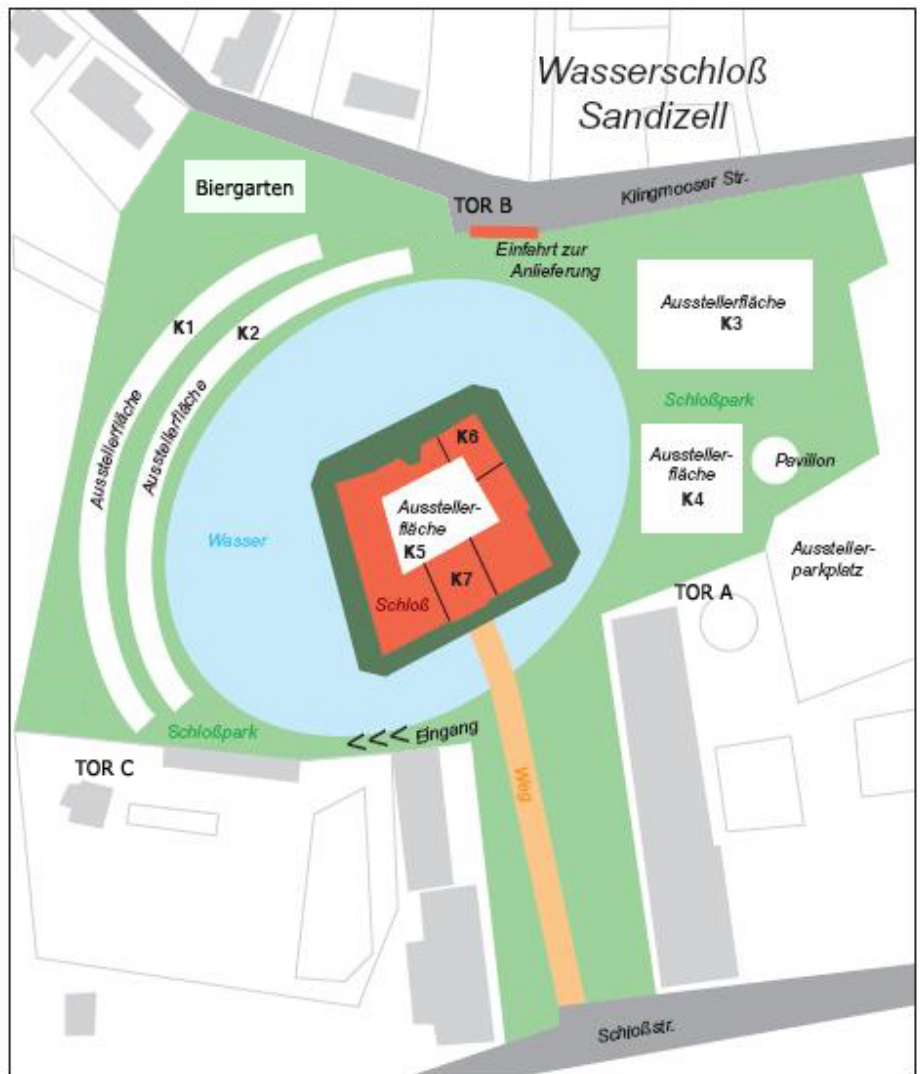 Wasserschloß
Sandizell
Klingmooser Str.
Biergarten
TOR B
Einfahrt zur
Anlieferung
K1
K2
Ausstellerfläche
Ausstellerfläche
Ausstellerfläche
K3
Schloßpark
K6
Aussteller-
fläche
K4
Pavillon
Aussteller-
fläche
K5
Wasser
K7
Schloß
Aussteller-
parkplatz
TOR A
Schloßpark
<<< Eingang
TOR C
Weg
Schloßstr.